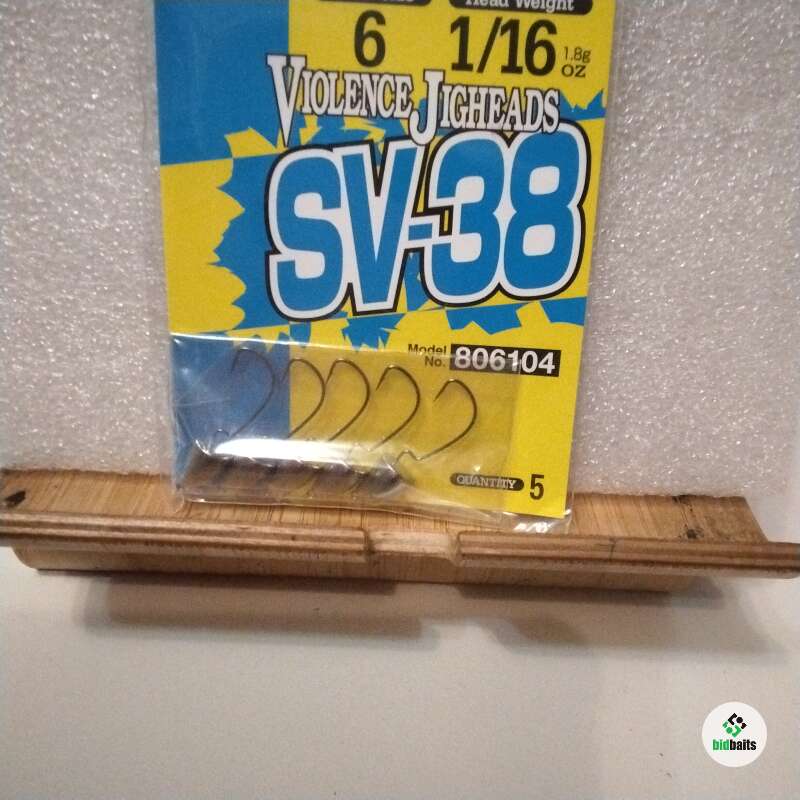 Head Weight
6 1/16 1.8g
OZ
VIOLENCE JIGHEADS
SV-38
Model
No. 806104
QUANTITY 5
bidbaits